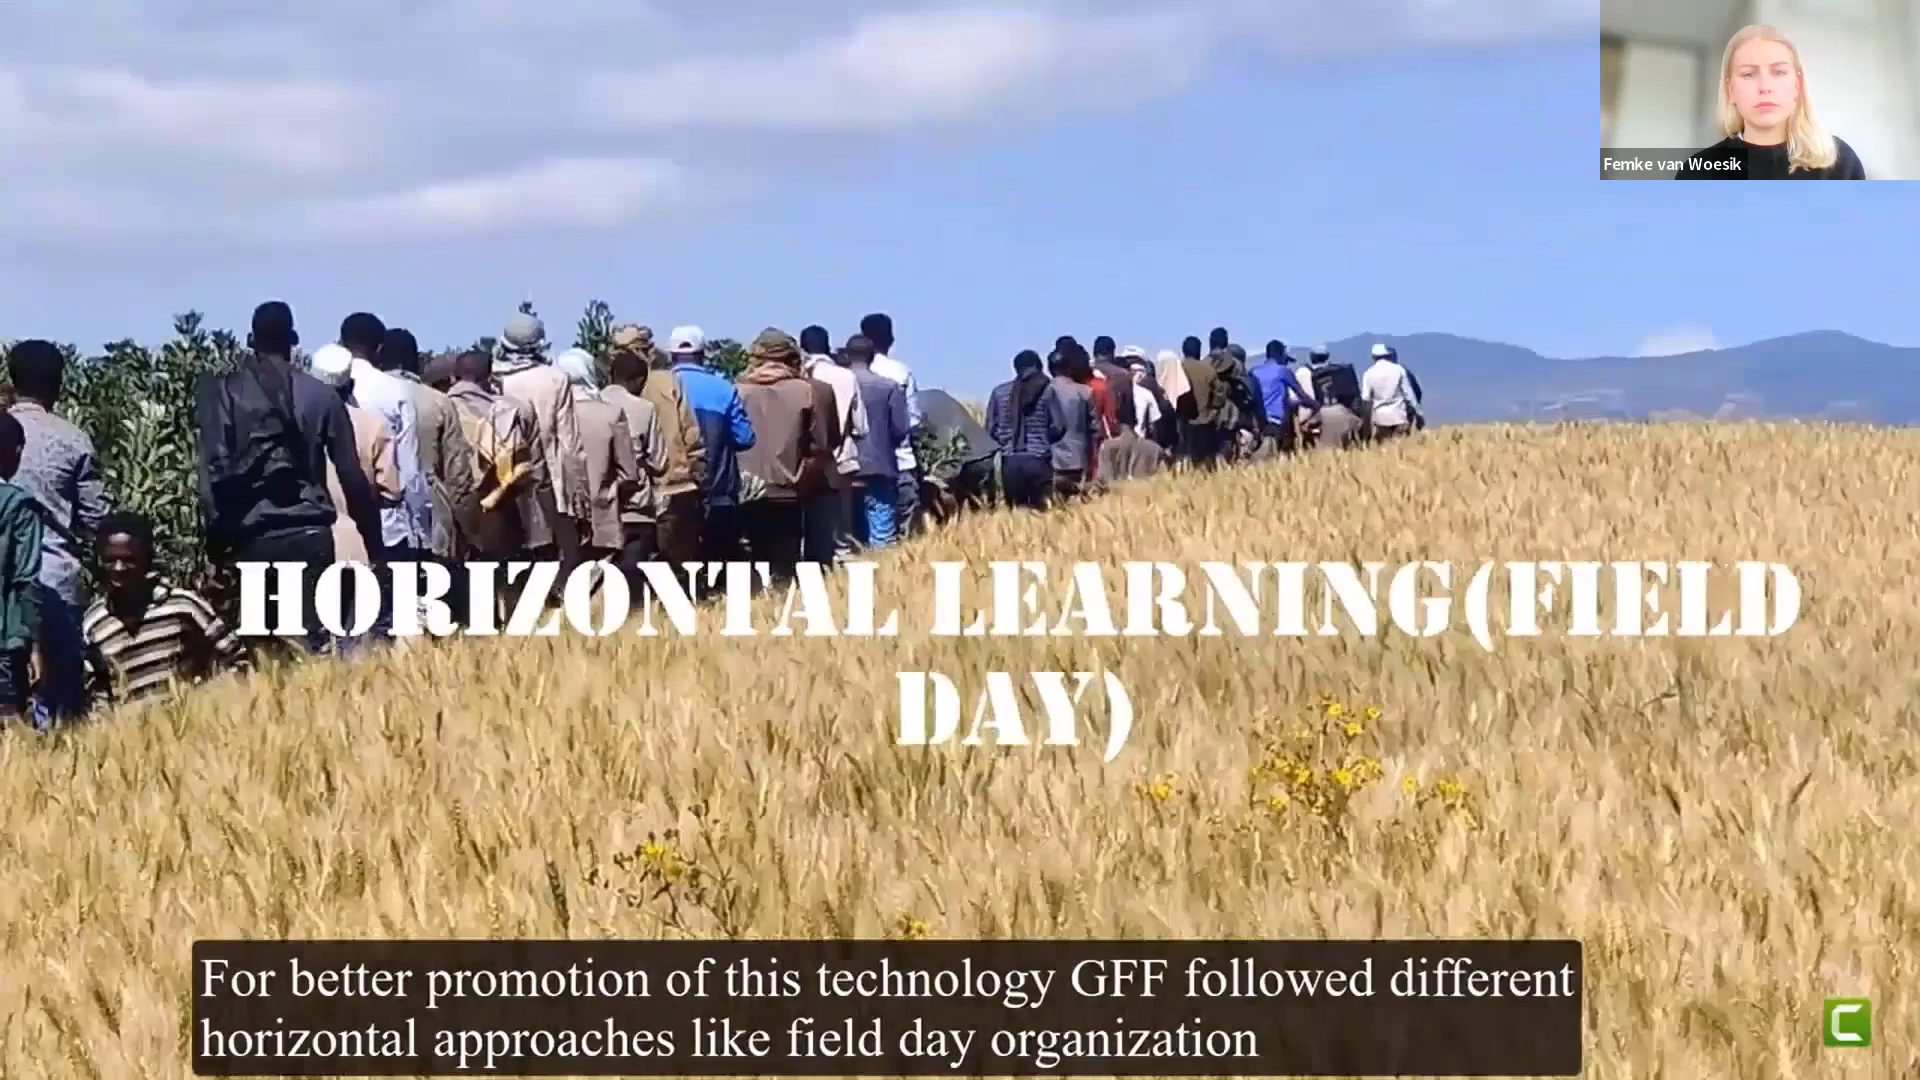 Femke van Woesik
HORIZONTAL LEARNING(FIELD
DAY)
For better promotion of this technology GFF followed different
horizontal approaches like field day organization
C